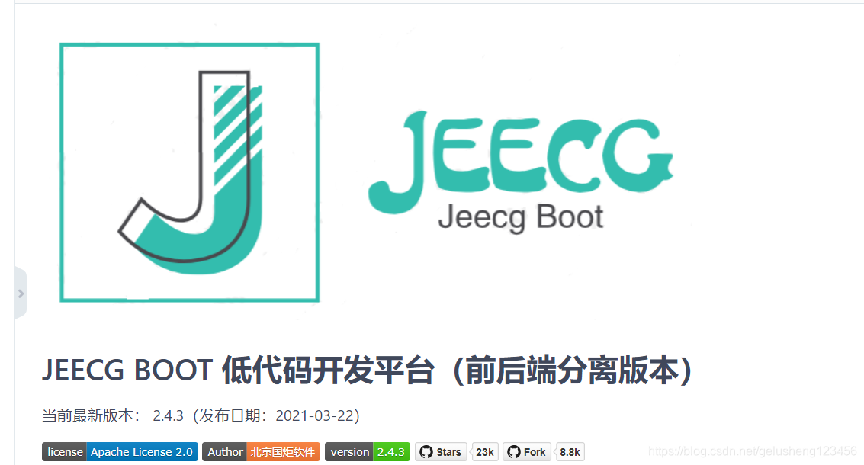 JEECG
Jeecg Boot
JEECG BOOT 低代码开发平台（前后端分离版本）
当前最新版本： 2.4.3（发布日期：2021-03-22）
license Apache License 2.0 Author 北京国炬软件 version 2.4.3 Stars 23k Fork 8.8k
https://blog.csdn.net/gelusheng123456